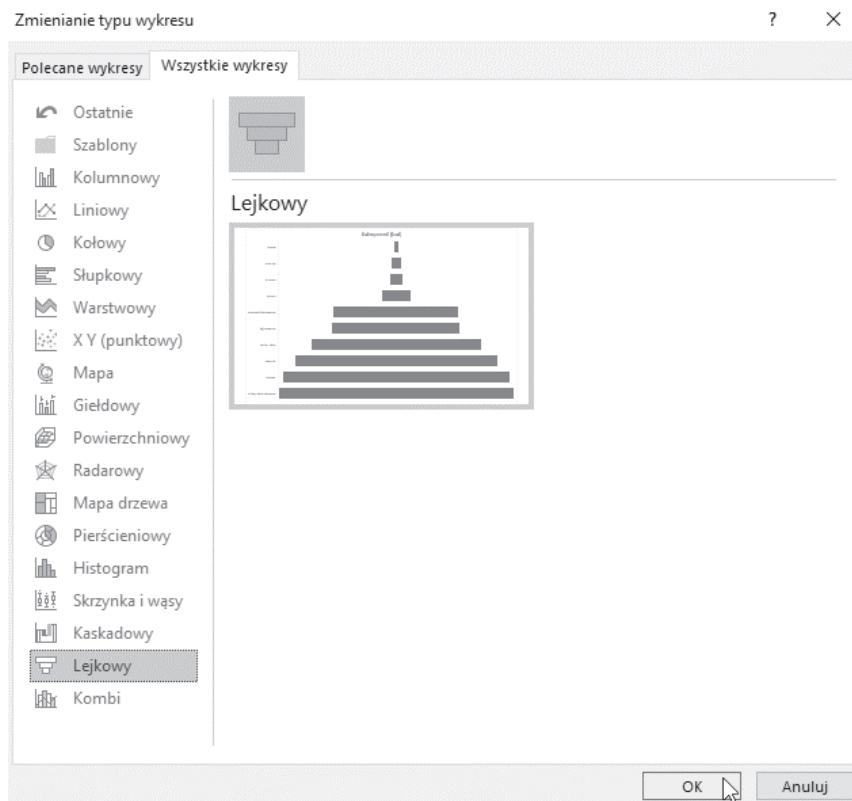 Zmienianie typu wykresu
?
Polecane wykresy
Wszystkie wykresy
Ostatnie
Szablony
Kolumnowy
Liniowy
Kołowy
Słupkowy
Warstwowy
X Y (punktowy)
Mapa
Giełdowy
Powierzchniowy
Radarowy
Mapa drzewa
Pierścieniowy
Histogram
Skrzynka i wąsy
Kaskadowy
Lejkowy
Kombi
Lejkowy
OK
Anuluj